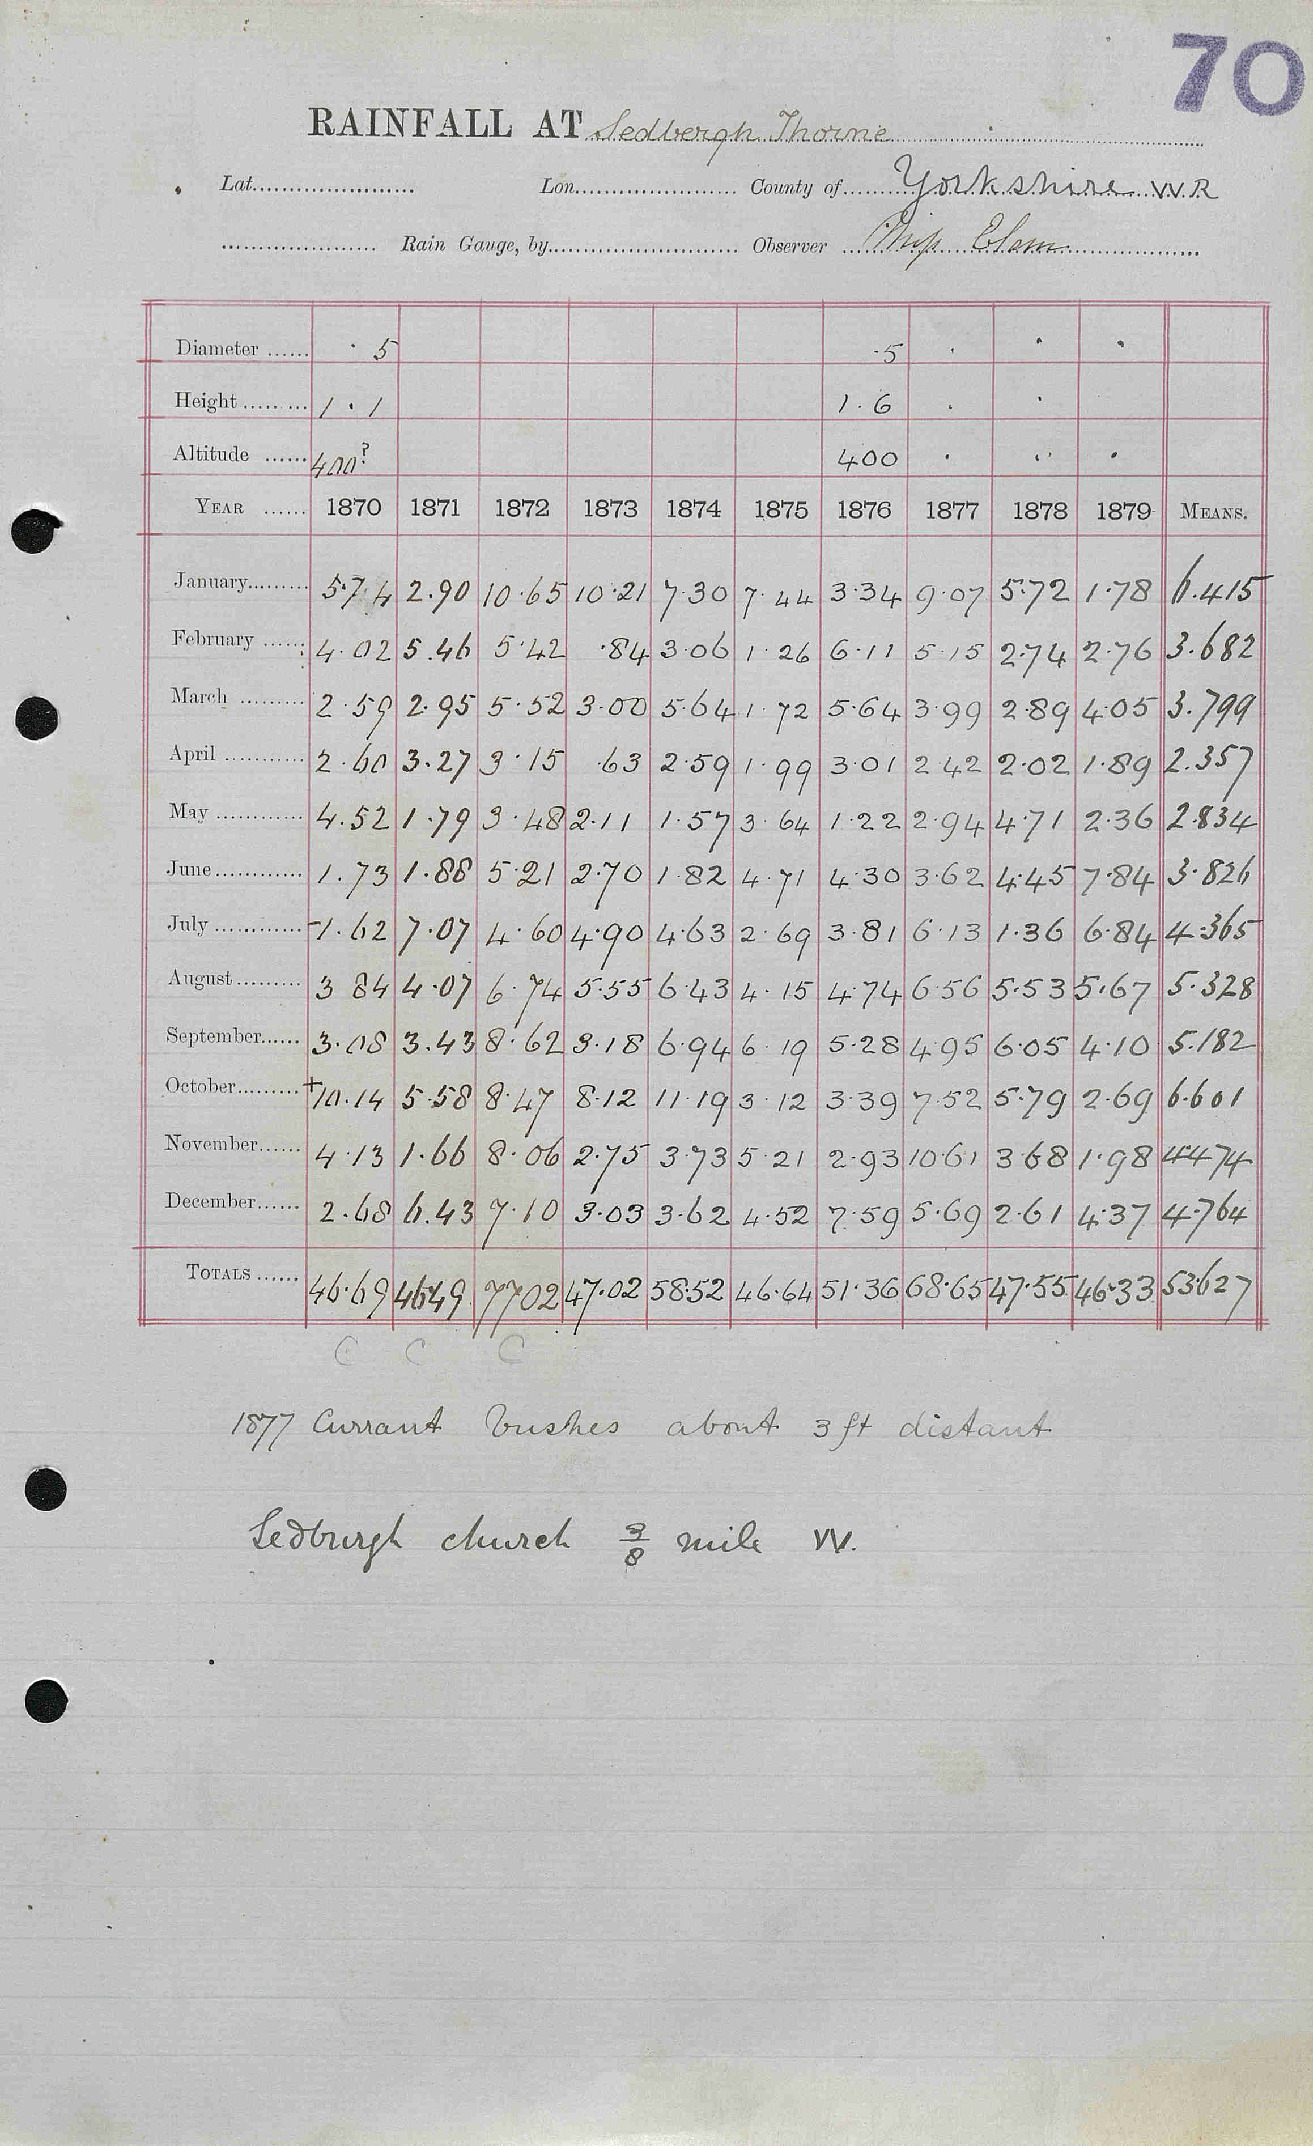 70
RAINFALL AT Sedbergh Thorne
Lat. Lon. County of Yorkshire W R
Rain Gauge, by Observer Miss Elam
Diameter · 5 · 5 · · ·
Height 1 · 1 1 · 6 · ·
Altitude 400? 400 · · ·
YEAR 1870 1871 1872 1873 1874 1875 1876 1877 1878 1879 MEANS.
January 5·74 2.90 10·65 10·21 7·30 7·44 3·34 9·07 5·72 1·78 6.415
February 4·02 5.46 5·42 ·84 3·06 1·26 6·11 5·15 2·74 2·76 3.682
March 2·59 2·95 5·52 3·00 5·64 1·72 5·64 3·99 2·89 4·05 3.799
April 2·60 3·27 3·15 ·63 2·59 1·99 3·01 2·42 2·02 1·89 2.357
May 4.52 1·79 3·48 2·11 1·57 3·64 1·22 2·94 4·71 2·36 2.834
June 1.73 1·88 5·21 2·70 1·82 4·71 4·30 3·62 4·45 7·84 3·826
July -1.62 7·07 4·60 4·90 4·63 2·69 3·81 6·13 1·36 6·84 4·365
August 3 84 4·07 6·74 5·55 6·43 4·15 4·74 6·56 5·53 5·67 5·328
September 3·08 3.43 8·62 3·18 6·94 6·19 5·28 4·95 6·05 4·10 5.182
October +10.14 5·58 8·47 8·12 11·19 3·12 3·39 7·52 5·79 2·69 6·601
November 4·13 1·66 8·06 2·75 3·73 5·21 2·93 10·61 3·68 1·98 4·474
December 2·68 6.43 7·10 3·03 3·62 4·52 7·59 5·69 2·61 4·37 4·764
TOTALS 46·69 46·49 77·02 47·02 58·52 46·64 51·36 68·65 47·55 46·33 53·627
C C C
1877 Currant bushes about 3 ft distant
Sedburgh church 3/8 mile W.